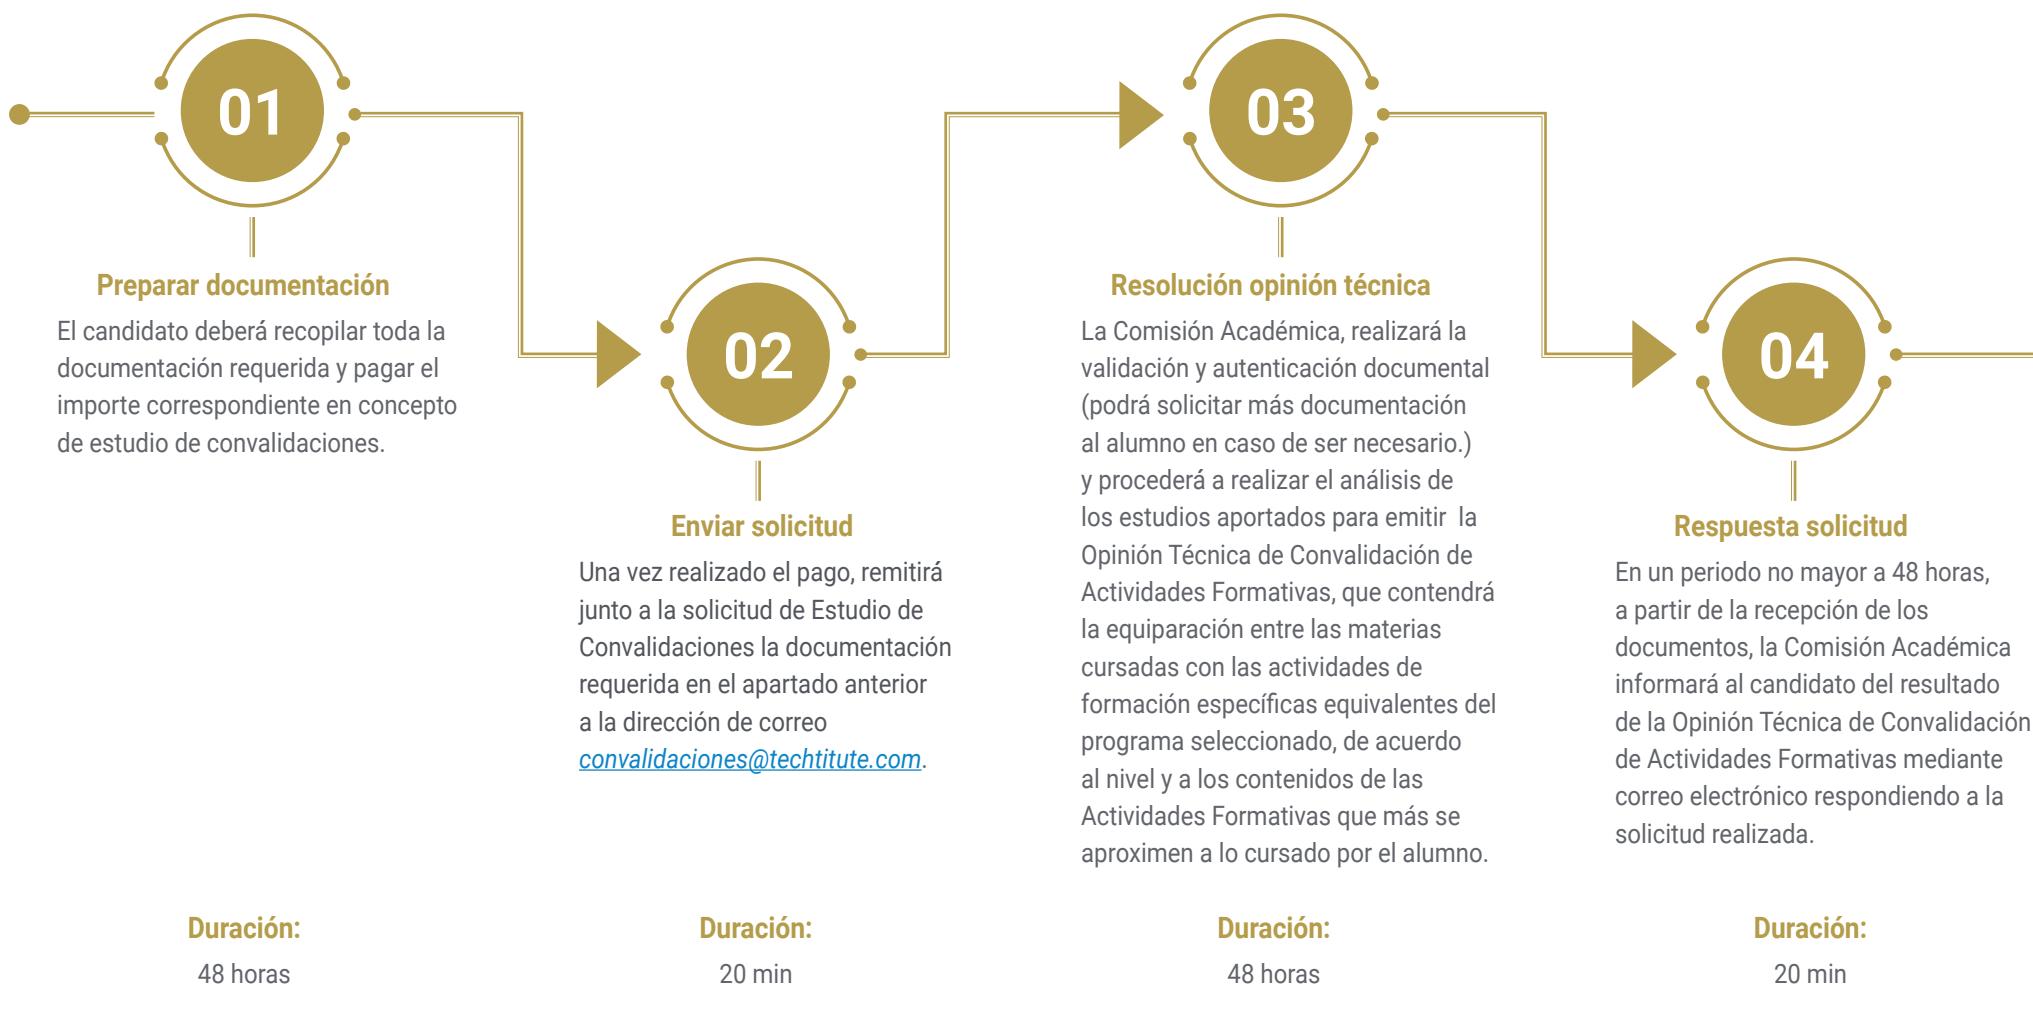 01
Preparar documentación
El candidato deberá recopilar toda la
documentación requerida y pagar el
importe correspondiente en concepto
de estudio de convalidaciones.
Duración:
48 horas
02
Enviar solicitud
Una vez realizado el pago, remitirá
junto a la solicitud de Estudio de
Convalidaciones la documentación
requerida en el apartado anterior
a la dirección de correo
convalidaciones@techtitute.com.
Duración:
20 min
03
Resolución opinión técnica
La Comisión Académica, realizará la
validación y autenticación documental
(podrá solicitar más documentación
al alumno en caso de ser necesario.)
y procederá a realizar el análisis de
los estudios aportados para emitir la
Opinión Técnica de Convalidación de
Actividades Formativas, que contendrá
la equiparación entre las materias
cursadas con las actividades de
formación específicas equivalentes del
programa seleccionado, de acuerdo
al nivel y a los contenidos de las
Actividades Formativas que más se
aproximen a lo cursado por el alumno.
Duración:
48 horas
04
Respuesta solicitud
En un periodo no mayor a 48 horas,
a partir de la recepción de los
documentos, la Comisión Académica
informará al candidato del resultado
de la Opinión Técnica de Convalidación
de Actividades Formativas mediante
correo electrónico respondiendo a la
solicitud realizada.
Duración:
20 min